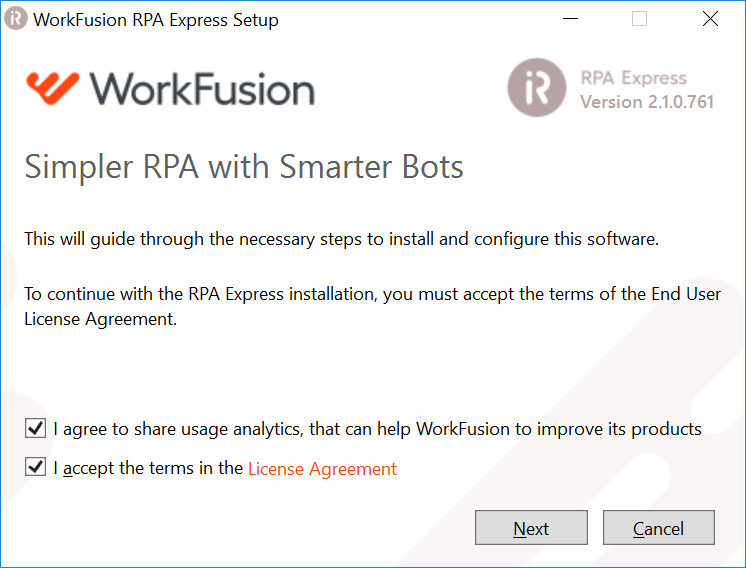 WorkFusion RPA Express Setup
WorkFusion
RPA Express
Version 2.1.0.761
Simpler RPA with Smarter Bots
This will guide through the necessary steps to install and configure this software.
To continue with the RPA Express installation, you must accept the terms of the End User
License Agreement.
I agree to share usage analytics, that can help WorkFusion to improve its products
I accept the terms in the License Agreement
Next
Cancel